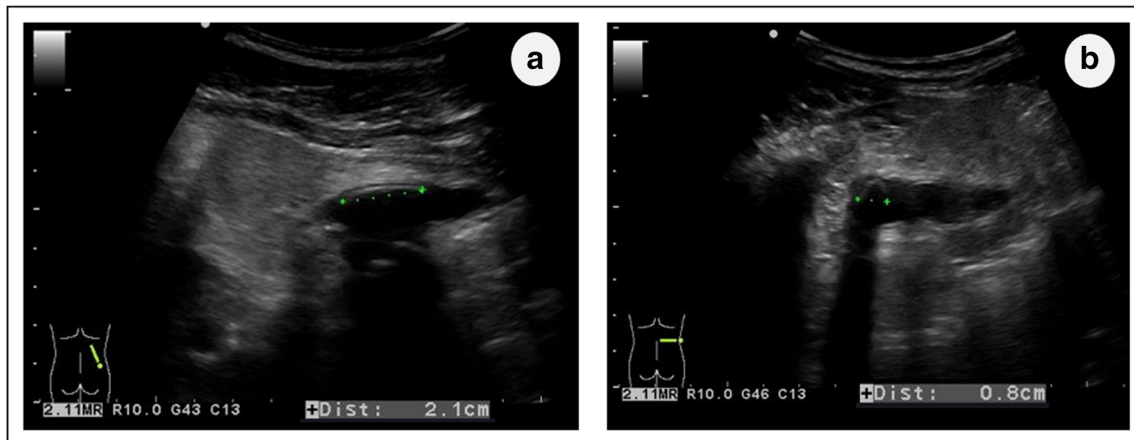 a
2.11MR R10.0 G43 C13
+Dist: 2.1cm
b
2.11MR R10.0 G46 C13
+Dist: 0.8cm